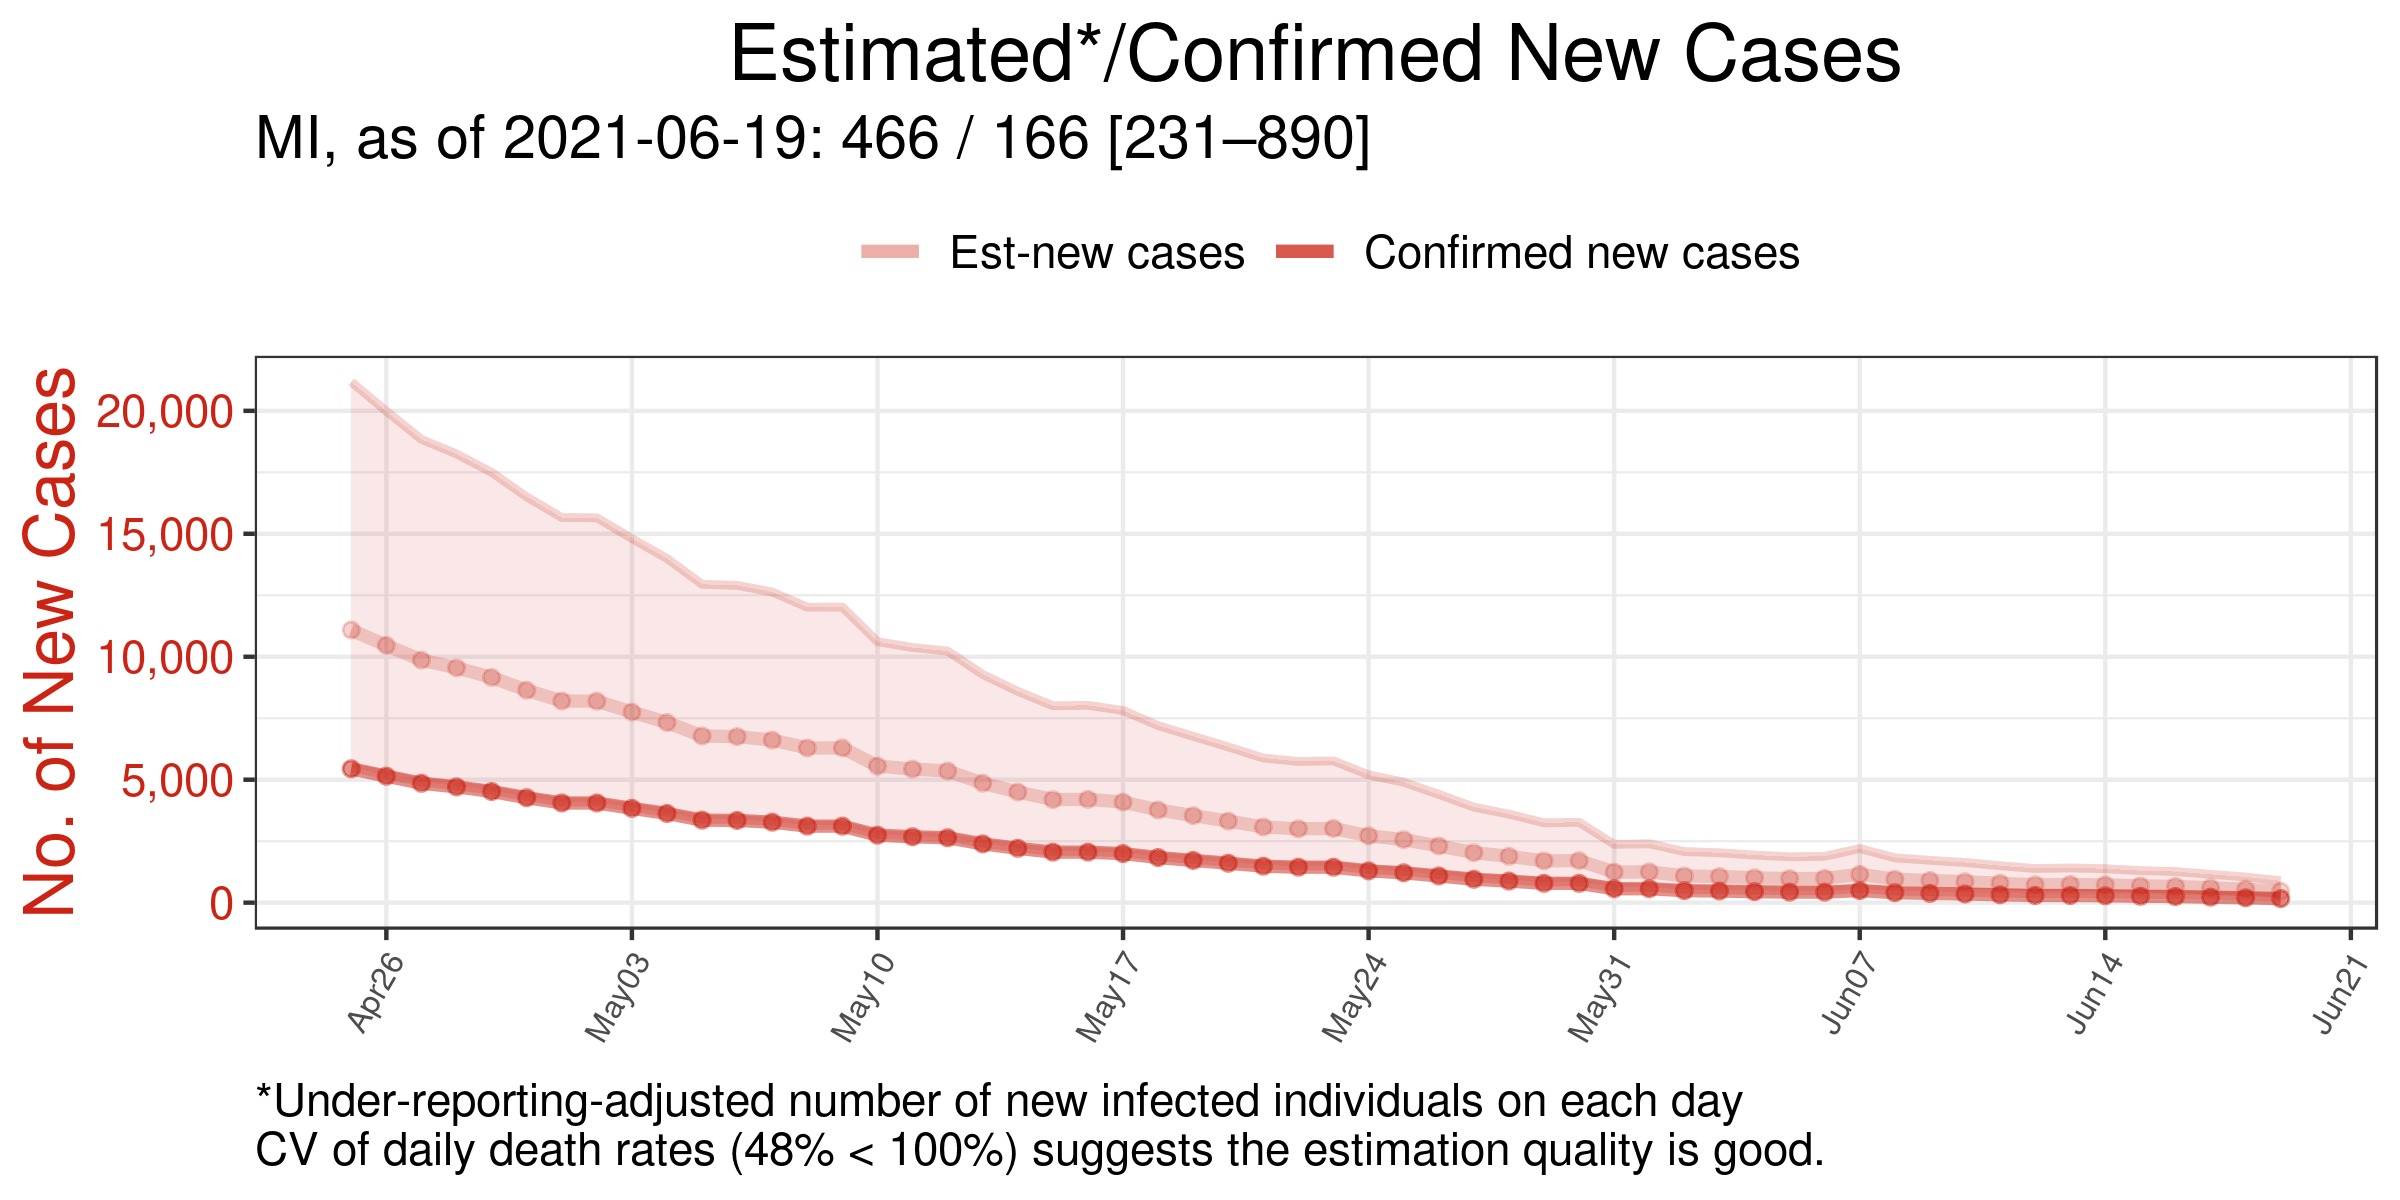 Estimated*/Confirmed New Cases
MI, as of 2021-06-19: 466 / 166 [231–890]
Est-new cases
Confirmed new cases
No. of New Cases
20,000
15,000
10,000
5,000
0
Apr26
May03
May10
May17
May24
May31
Jun07
Jun14
Jun21
*Under-reporting-adjusted number of new infected individuals on each day
CV of daily death rates (48% < 100%) suggests the estimation quality is good.